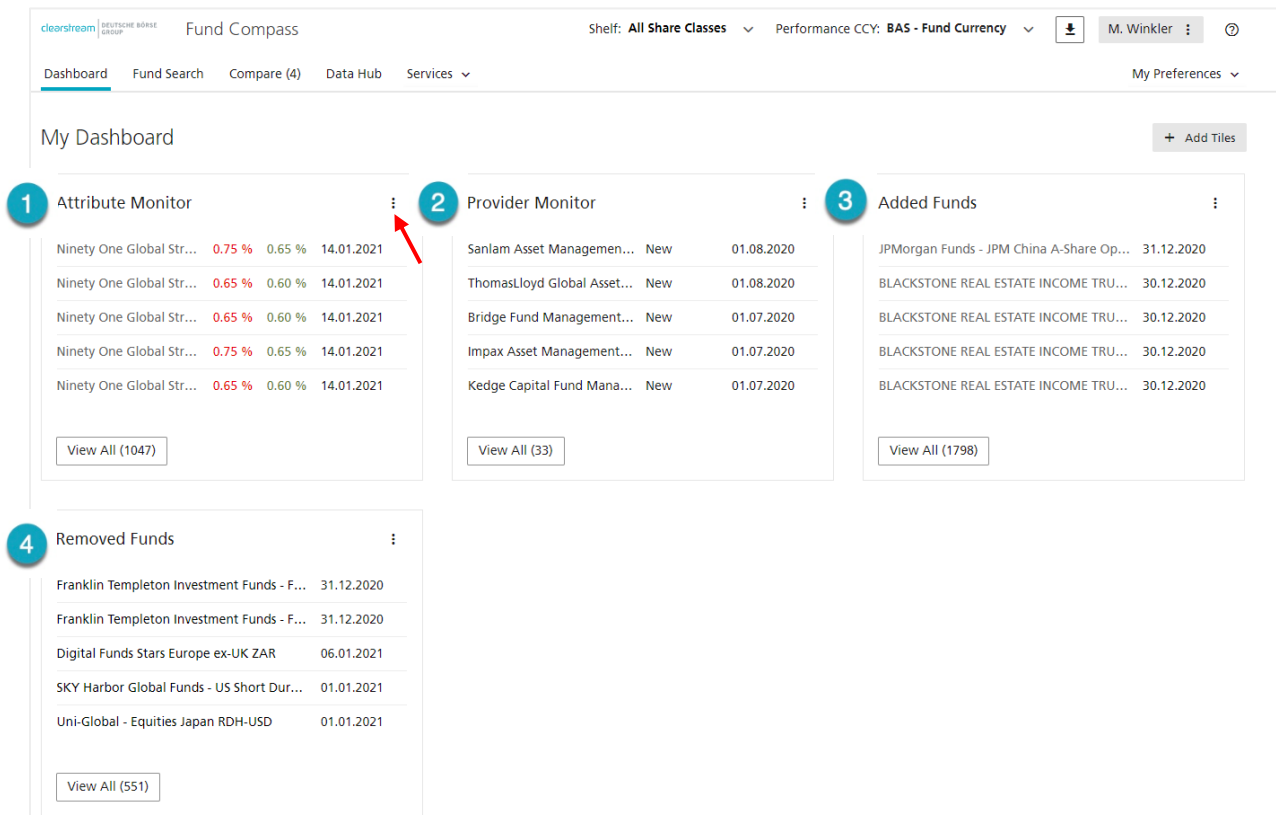 clearstream DEUTSCHE BÖRSE GROUP Fund Compass Shelf: All Share Classes Performance CCY: BAS - Fund Currency M. Winkler
Dashboard Fund Search Compare (4) Data Hub Services My Preferences
My Dashboard + Add Tiles
1 Attribute Monitor
Ninety One Global Str... 0.75 % 0.65 % 14.01.2021
Ninety One Global Str... 0.65 % 0.60 % 14.01.2021
Ninety One Global Str... 0.65 % 0.60 % 14.01.2021
Ninety One Global Str... 0.75 % 0.65 % 14.01.2021
Ninety One Global Str... 0.65 % 0.60 % 14.01.2021
View All (1047)
2 Provider Monitor
Sanlam Asset Managemen... New 01.08.2020
ThomasLloyd Global Asset... New 01.08.2020
Bridge Fund Management... New 01.07.2020
Impax Asset Management... New 01.07.2020
Kedge Capital Fund Mana... New 01.07.2020
View All (33)
3 Added Funds
JPMorgan Funds - JPM China A-Share Op... 31.12.2020
BLACKSTONE REAL ESTATE INCOME TRU... 30.12.2020
BLACKSTONE REAL ESTATE INCOME TRU... 30.12.2020
BLACKSTONE REAL ESTATE INCOME TRU... 30.12.2020
BLACKSTONE REAL ESTATE INCOME TRU... 30.12.2020
View All (1798)
4 Removed Funds
Franklin Templeton Investment Funds - F... 31.12.2020
Franklin Templeton Investment Funds - F... 31.12.2020
Digital Funds Stars Europe ex-UK ZAR 06.01.2021
SKY Harbor Global Funds - US Short Dur... 01.01.2021
Uni-Global - Equities Japan RDH-USD 01.01.2021
View All (551)